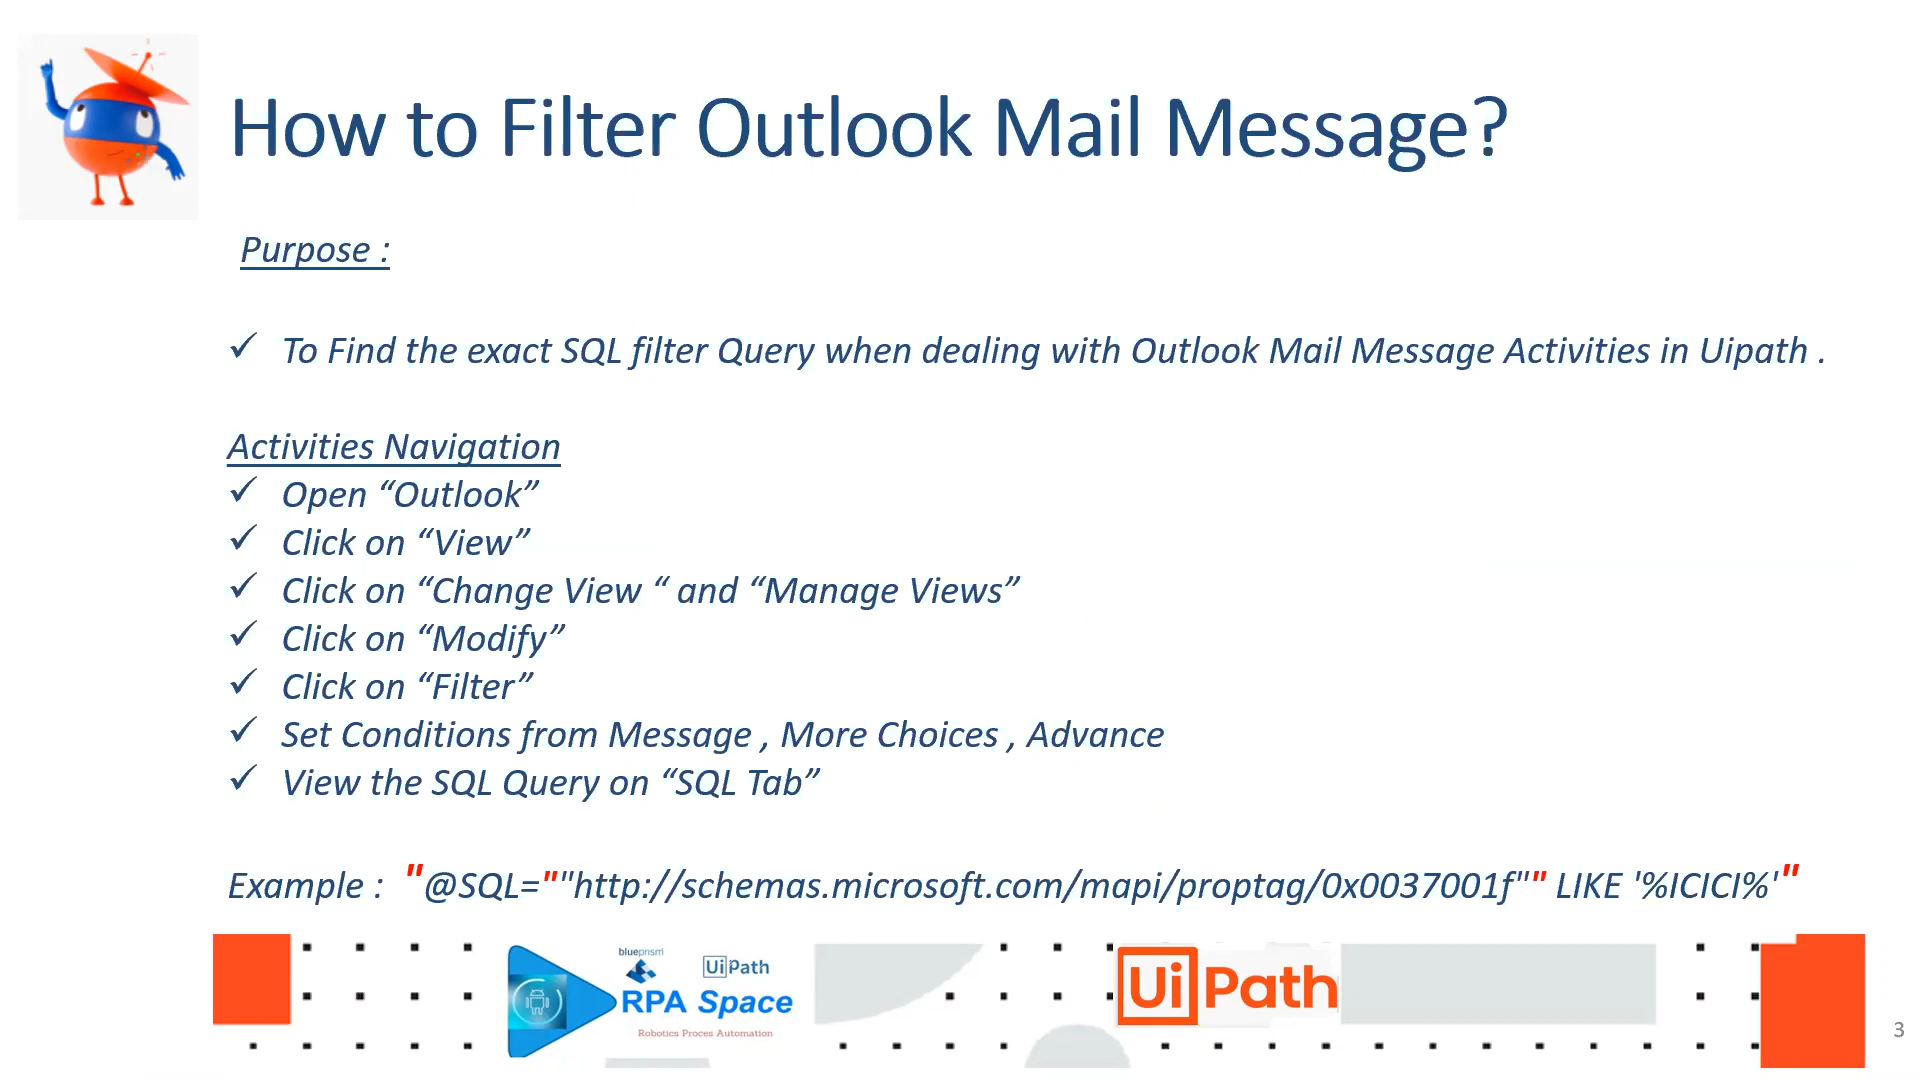 How to Filter Outlook Mail Message?
Purpose :
✓ To Find the exact SQL filter Query when dealing with Outlook Mail Message Activities in Uipath .
Activities Navigation
✓ Open “Outlook”
✓ Click on “View”
✓ Click on “Change View “ and “Manage Views”
✓ Click on “Modify”
✓ Click on “Filter”
✓ Set Conditions from Message , More Choices , Advance
✓ View the SQL Query on “SQL Tab”
Example : "@SQL=""http://schemas.microsoft.com/mapi/proptag/0x0037001f"" LIKE '%ICICI%'"
blueprism
UiPath
RPA Space
Robotics Proces Automation
UiPath
3